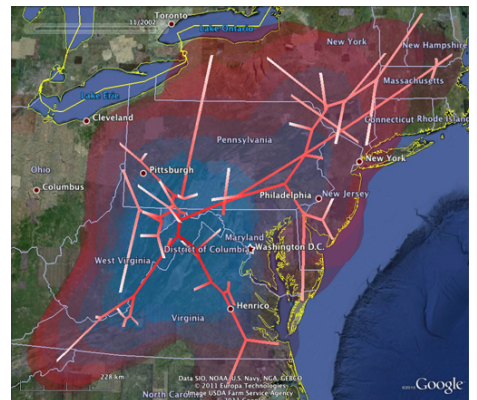 Toronto
11/2002
Lake Ontario
New York
New Hampshire
Massachusetts
Lake Erie
Cleveland
Connecticut Rhode Island
Pennsylvania
Ohio
Pittsburgh
New York
Columbus
Philadelphia
New Jersey
Maryland
Washington D.C.
District of Columbia
West Virginia
Henrico
Virginia
228 km
Data SIO, NOAA, U.S. Navy, NGA, GEBCO
© 2011 Europa Technologies
Image USDA Farm Service Agency
North Carolina
Google